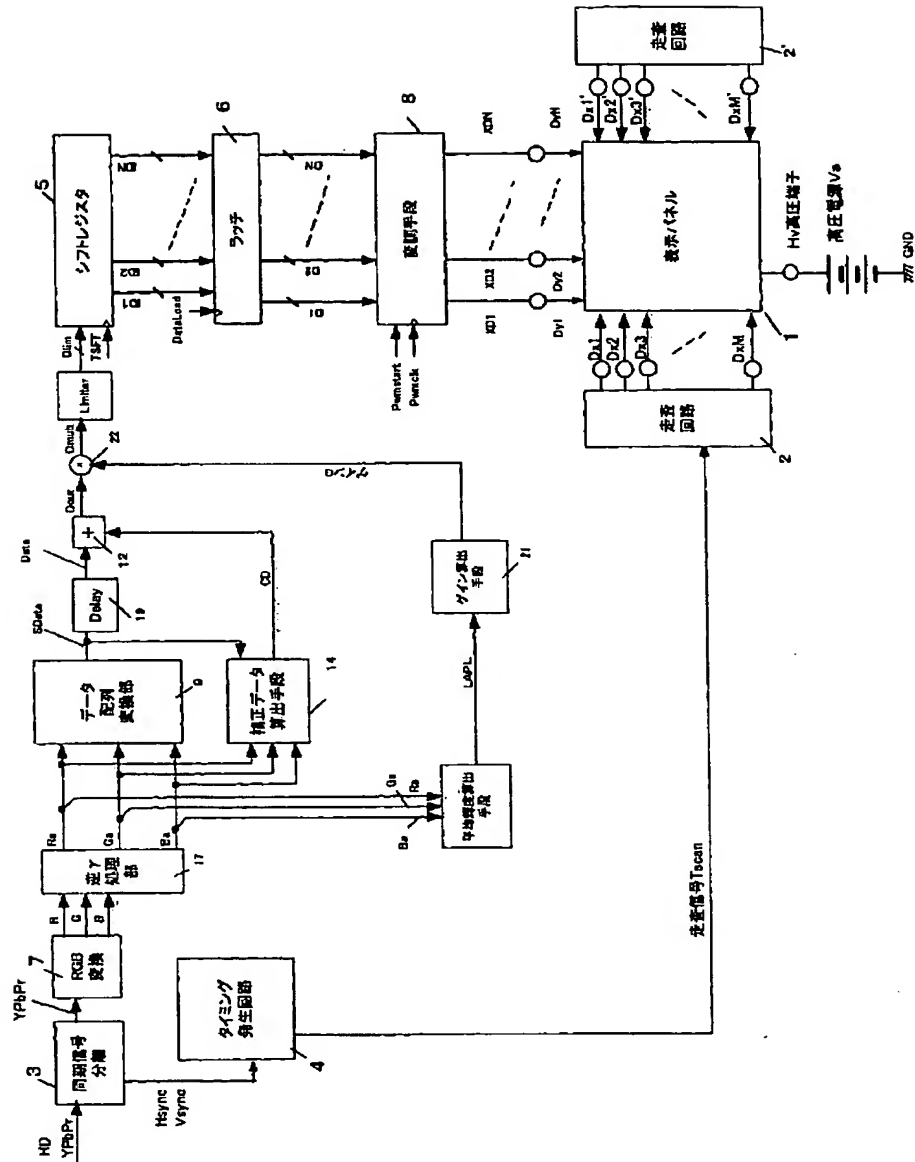 HD
YPbPr
3
同期信号
分離
YPbPr
7
RGB
変換
R
G
B
逆γ
処理
部
17
Ra
Ga
Ba
データ
配列
変換部
9
SData
Delay
19
Data
12
+
Dout
22
Dmult
Limiter
Dlim
TSFT
シフトレジスタ
5
ID1
ID2
IDN
DataLoad
ラッチ
6
D1
D2
DN
Pwmstart
Pwmclk
変調手段
8
XD1
XD2
XDN
Dy1
Dy2
DyN
補正データ
算出手段
14
CD
Ba
Ga
Ra
平均輝度算出
手段
LAPL
ゲイン算出
手段
21
ゲインG
Hsync
Vsync
タイミング
発生回路
4
走査信号Tscan
走査
回路
2
Dx1
Dx2
Dx3
DxM
表示パネル
1
Dx1'
Dx2'
Dx3'
DxM'
走査
回路
2'
Hv高圧端子
高圧電源Va
GND